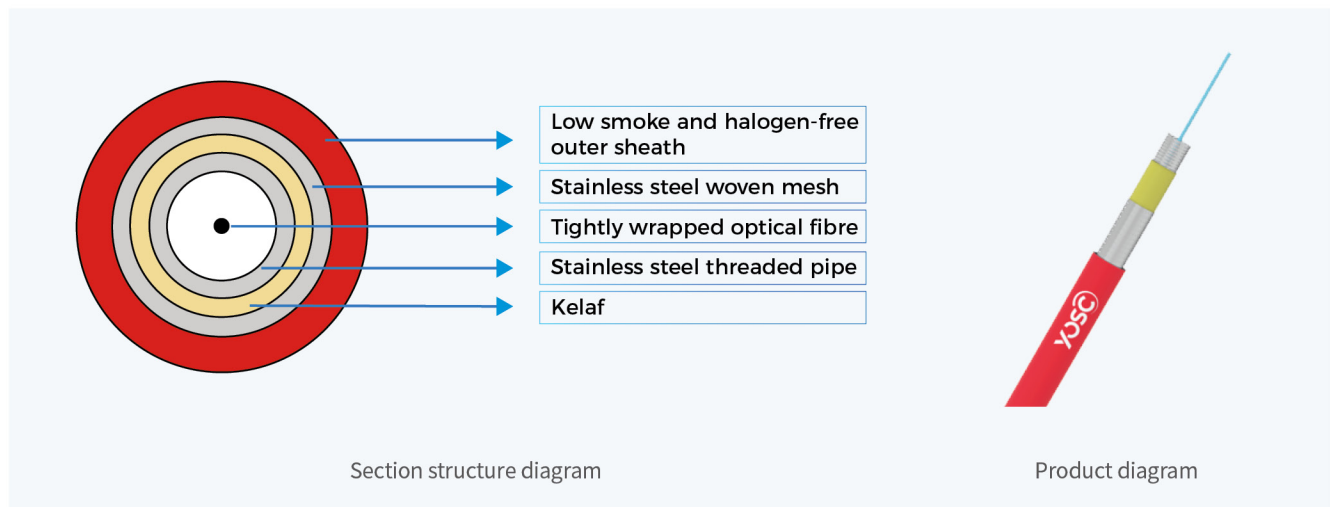 Low smoke and halogen-free
outer sheath
Stainless steel woven mesh
Tightly wrapped optical fibre
Stainless steel threaded pipe
Kelaf
YOSC
Section structure diagram
Product diagram